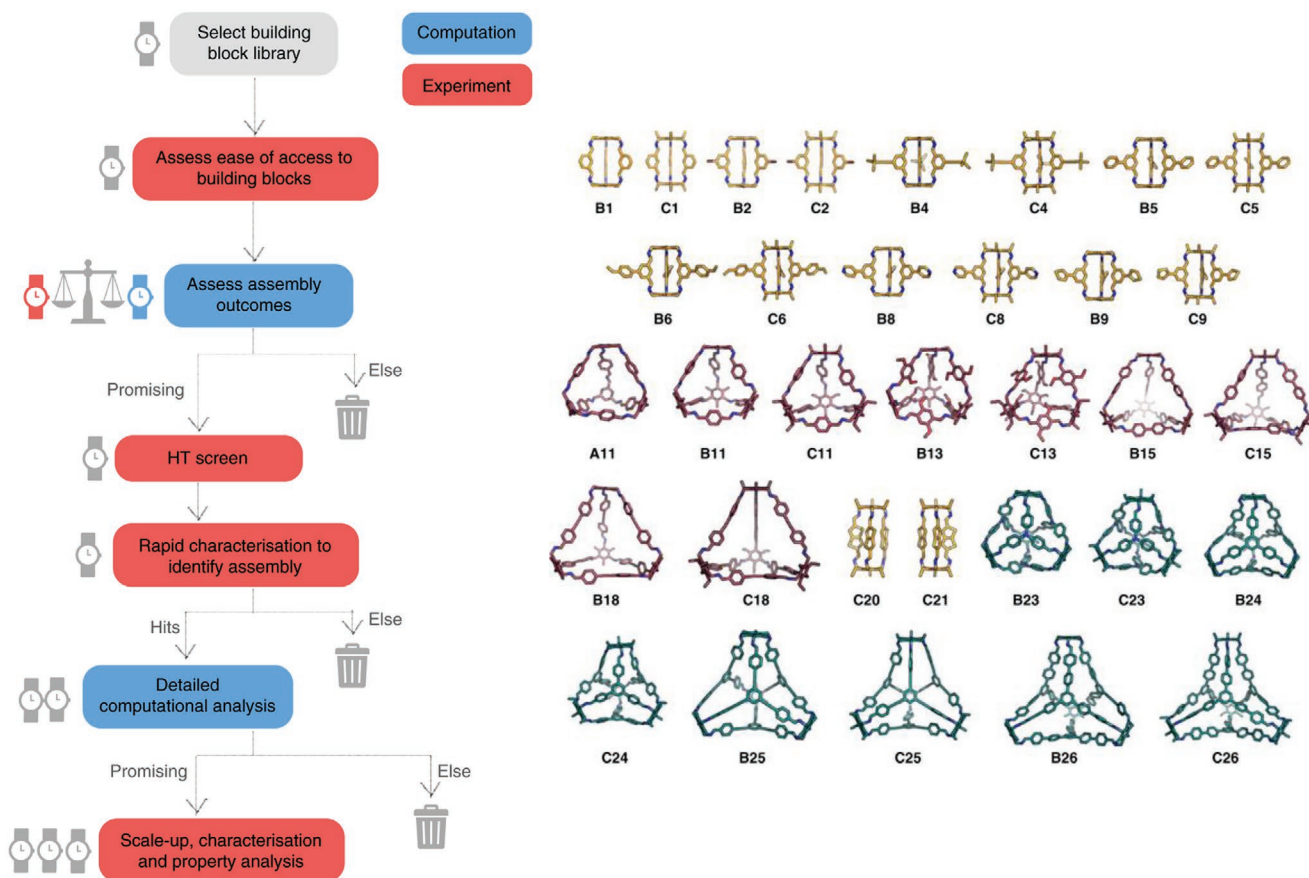 Select building
block library
Computation
Experiment
Assess ease of access to
building blocks
Assess assembly
outcomes
Promising
Else
HT screen
Rapid characterisation to
identify assembly
Hits
Else
Detailed
computational analysis
Promising
Else
Scale-up, characterisation
and property analysis
B1 C1 B2 C2 B4 C4 B5 C5
B6 C6 B8 C8 B9 C9
A11 B11 C11 B13 C13 B15 C15
B18 C18 C20 C21 B23 C23 B24
C24 B25 C25 B26 C26